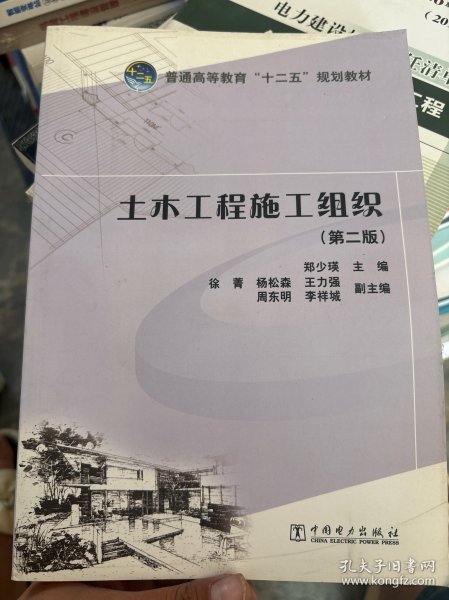 电力建设
(20
工程
十二五
普通高等教育“十二五”规划教材
土木工程施工组织
(第二版)
郑少瑛 主 编
徐 菁 杨松森 王力强
周东明 李祥城
副主编
中国电力出版社
CHINA ELECTRIC POWER PRESS
孔夫子旧书网
www.kongfz.com